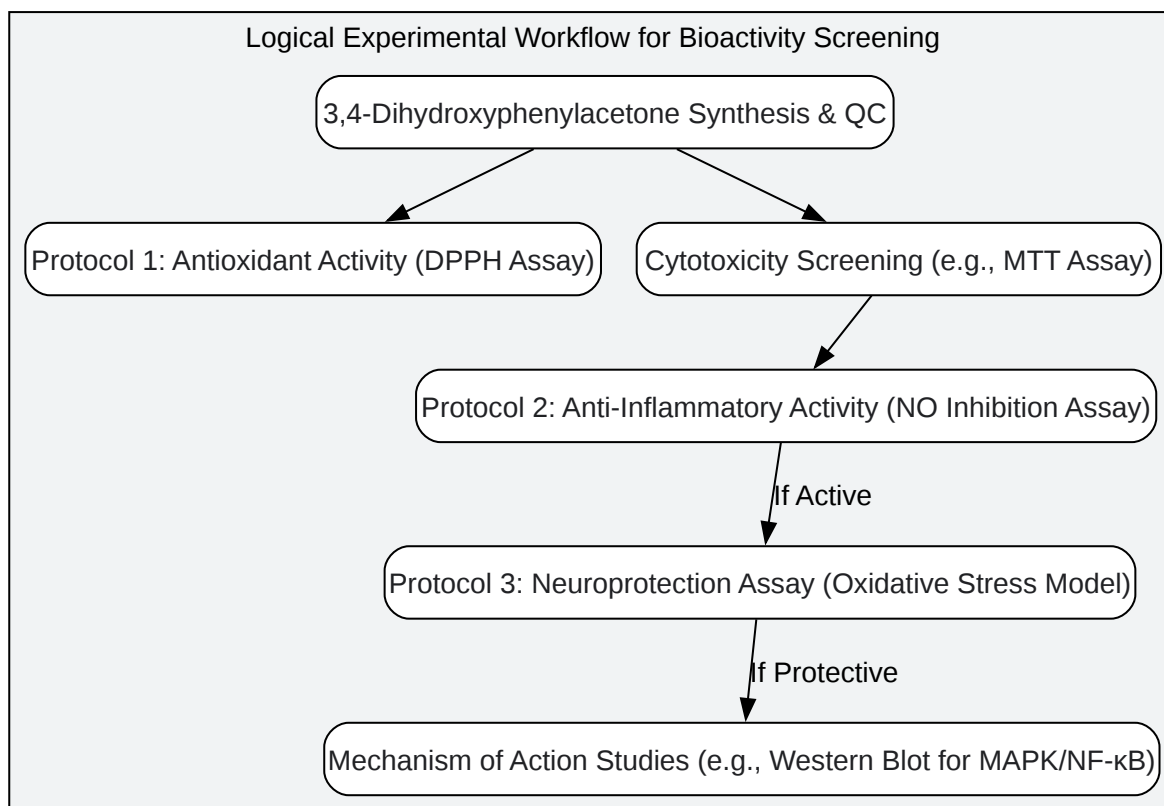 Logical Experimental Workflow for Bioactivity Screening
3,4-Dihydroxyphenylacetone Synthesis & QC
Protocol 1: Antioxidant Activity (DPPH Assay)
Cytotoxicity Screening (e.g., MTT Assay)
Protocol 2: Anti-Inflammatory Activity (NO Inhibition Assay)
If Active
Protocol 3: Neuroprotection Assay (Oxidative Stress Model)
If Protective
Mechanism of Action Studies (e.g., Western Blot for MAPK/NF-κB)